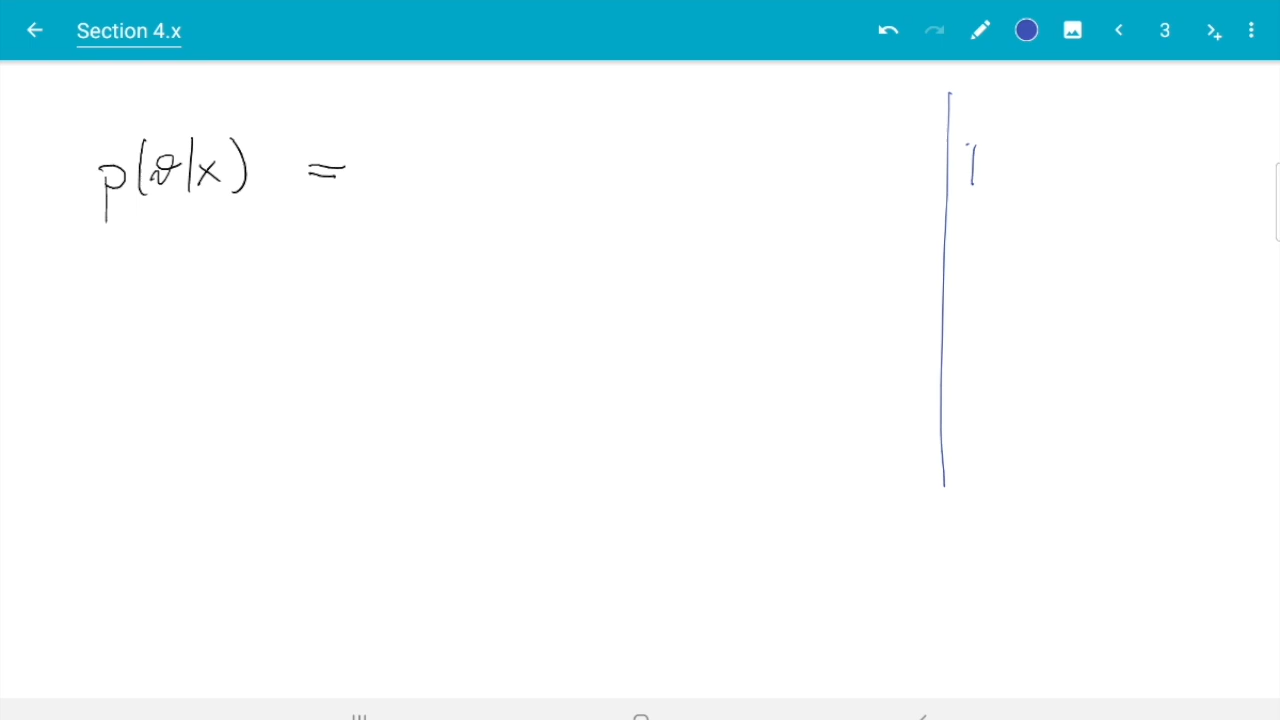 Section 4.x
3
p(ϑ|x) =